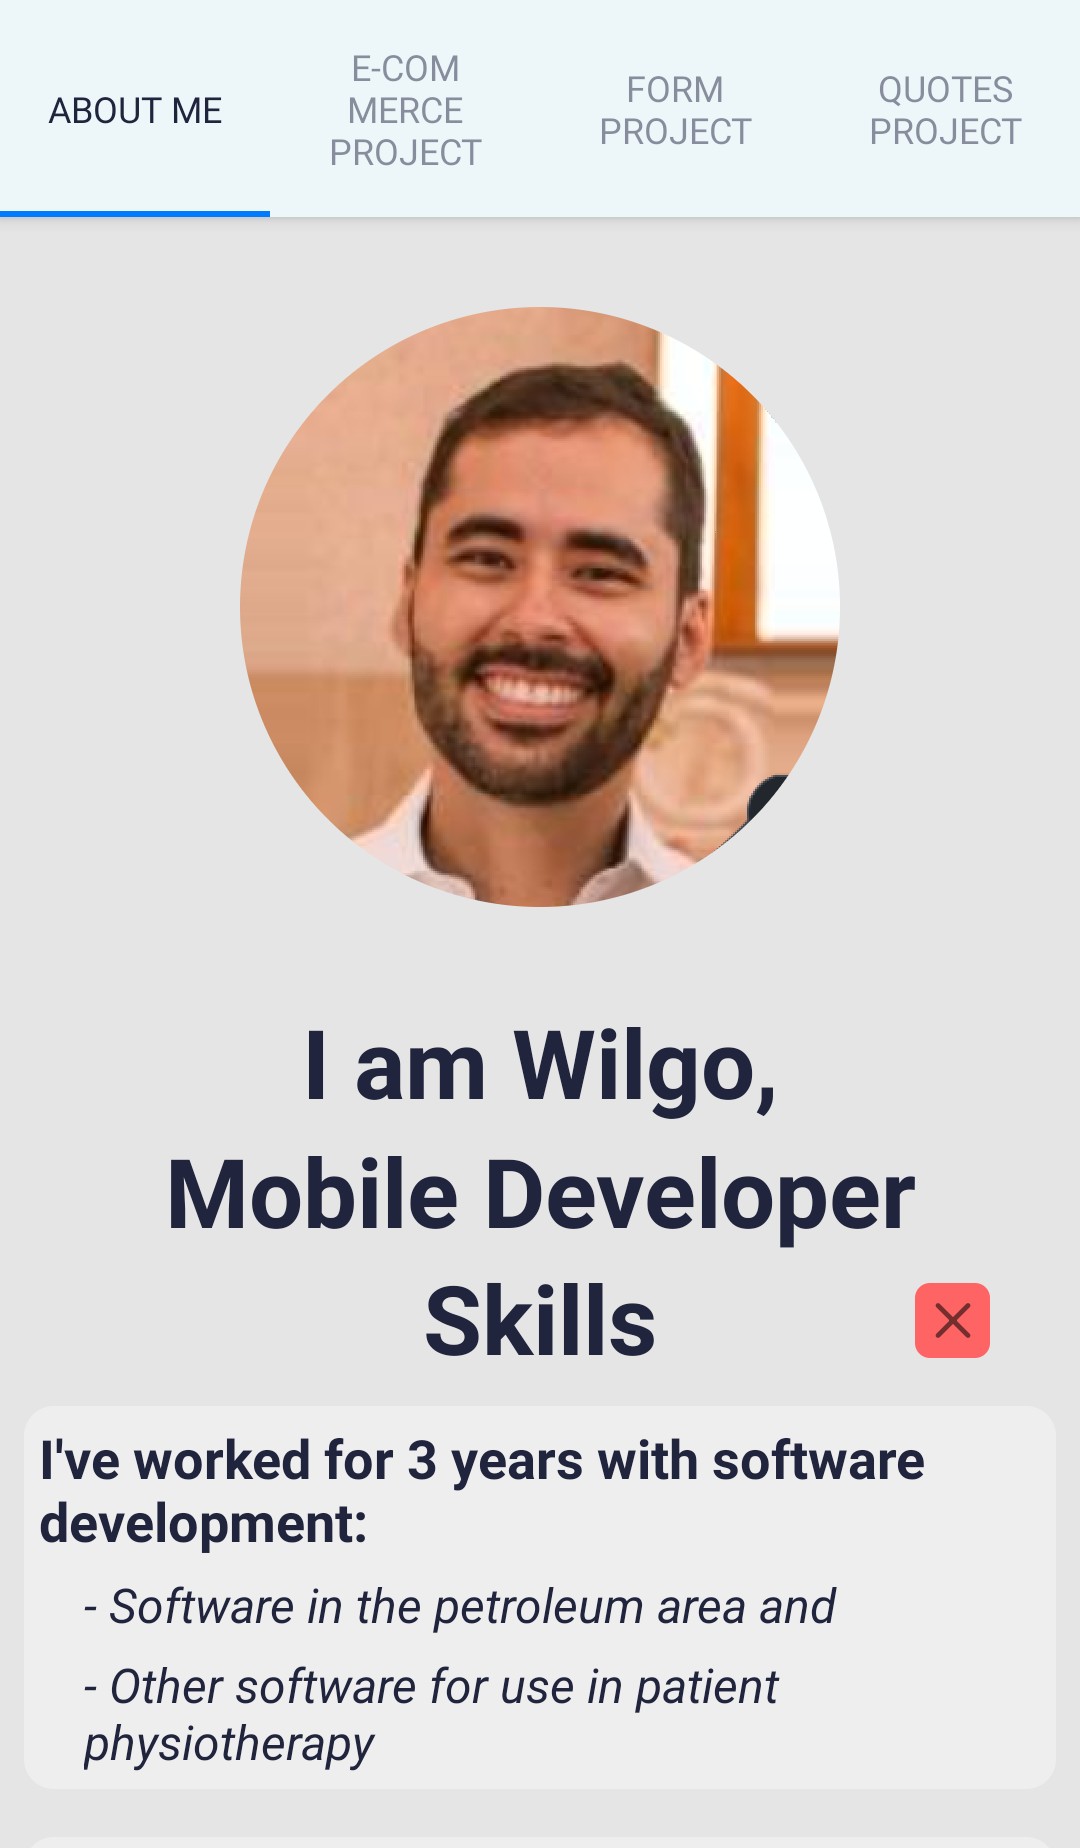 ABOUT ME
E-COM
MERCE
PROJECT
FORM
PROJECT
QUOTES
PROJECT
I am Wilgo,
Mobile Developer
Skills
I've worked for 3 years with software
development:
- Software in the petroleum area and
- Other software for use in patient
physiotherapy